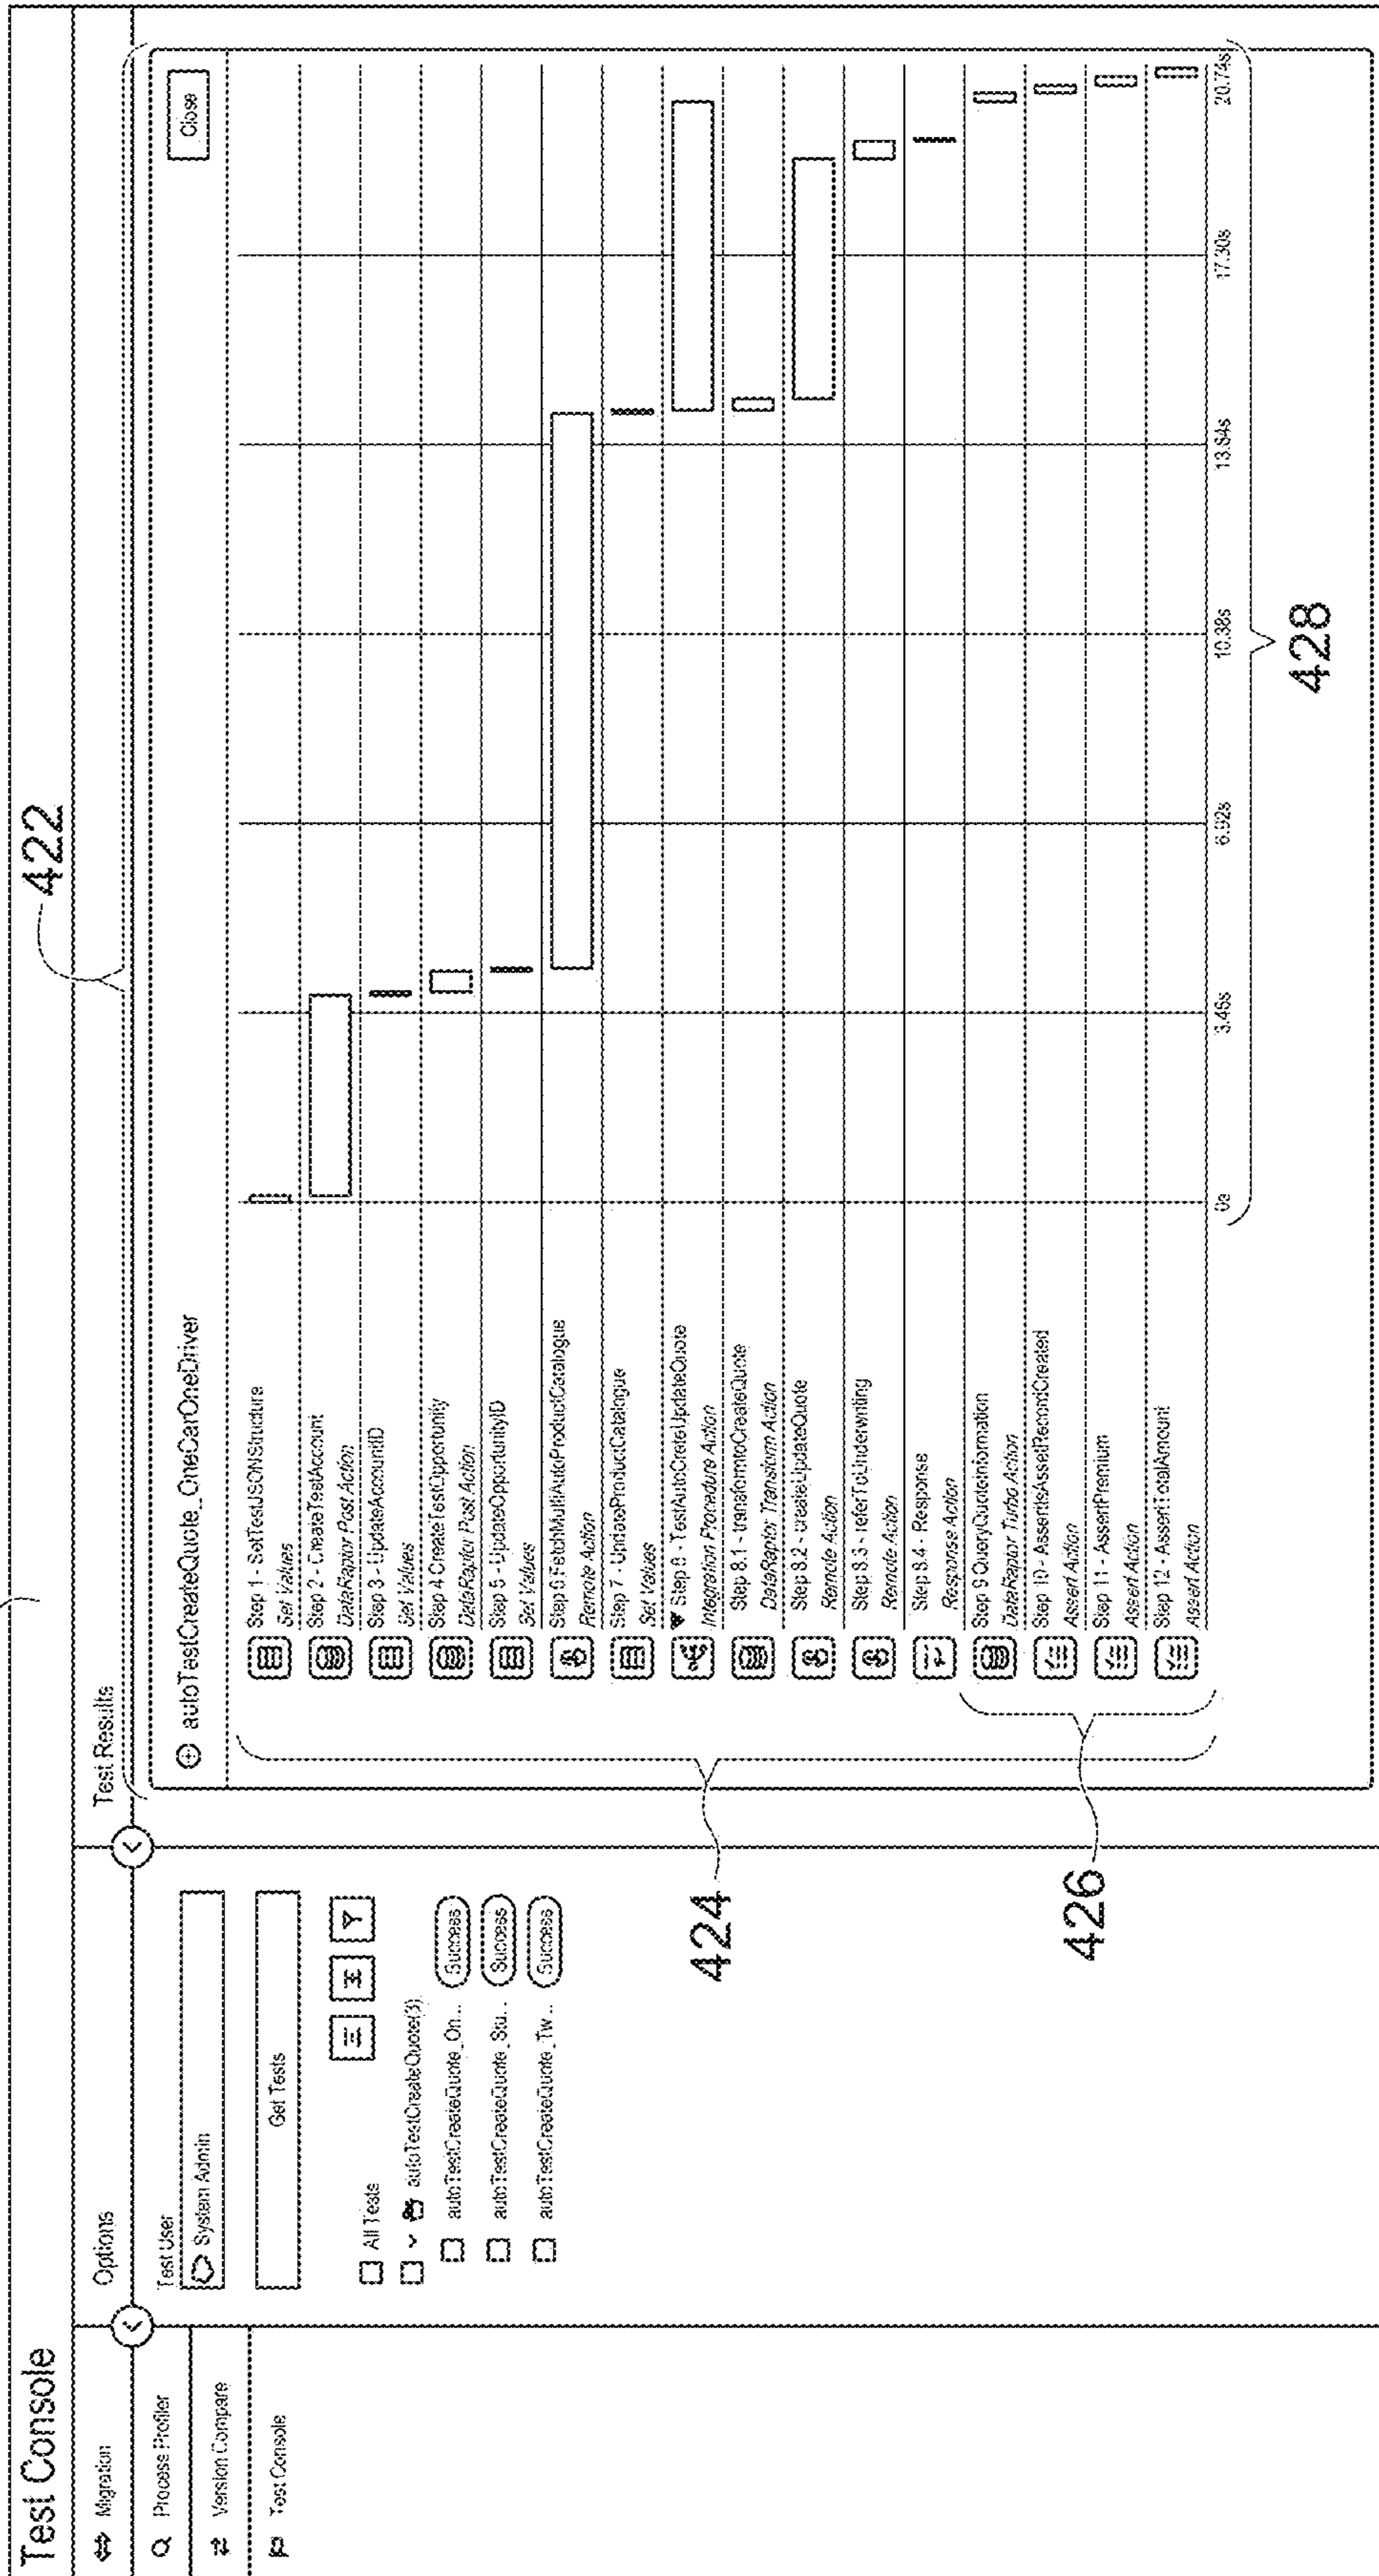 Test Console
422
Migration
Process Profiler
Version Compare
Test Console
Options
Test User
System Admin
Get Tests
All Tests
autoTestCreateQuote(3)
autoTestCreateQuote_On... Success
autoTestCreateQuote_Stu... Success
autoTestCreateQuote_Tw... Success
Test Results
autoTestCreateQuote_OneCarOneDriver
Close
Step 1 - SetTestJSONStructure
Set Values
Step 2 - CreateTestAccount
DataRaptor Post Action
Step 3 - UpdateAccountID
Set Values
Step 4 CreateTestOpportunity
DataRaptor Post Action
Step 5 - UpdateOpportunityID
Set Values
Step 6 FetchMultiAutoProductCatalogue
Remote Action
Step 7 - UpdateProductCatalogue
Set Values
Step 8 - TestAutoCreteUpdateQuote
Integration Procedure Action
Step 8.1 - transformtoCreateQuote
DataRaptor Transform Action
Step 8.2 - createUpdateQuote
Remote Action
Step 8.3 - referToUnderwriting
Remote Action
Step 8.4 - Response
Response Action
Step 9 QueryQuoteInformation
DataRaptor Turbo Action
Step 10 - AssertIsAssetRecordCreated
Assert Action
Step 11 - AssertPremium
Assert Action
Step 12 - AssertTotalAmount
Assert Action
0s 3.46s 6.92s 10.38s 13.84s 17.30s 20.74s
424
426
428